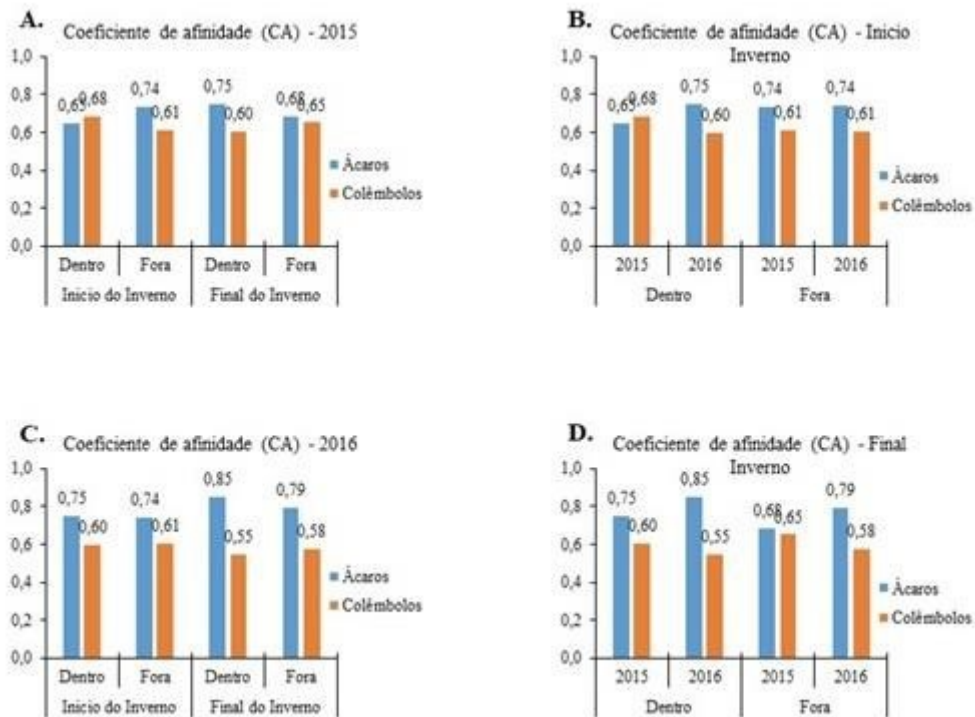 A.
Coeficiente de afinidade (CA) - 2015
1,0
0,8
0,6
0,4
0,2
0,0
0,65
0,68
0,74
0,61
0,75
0,60
0,68
0,65
Ácaros
Colêmbolos
Dentro
Fora
Dentro
Fora
Inicio do Inverno
Final do Inverno
B.
Coeficiente de afinidade (CA) - Inicio
Inverno
1,0
0,8
0,6
0,4
0,2
0,0
0,65
0,68
0,75
0,60
0,74
0,61
0,74
0,61
Ácaros
Colêmbolos
2015
2016
2015
2016
Dentro
Fora
C.
Coeficiente de afinidade (CA) - 2016
1,0
0,8
0,6
0,4
0,2
0,0
0,75
0,60
0,74
0,61
0,85
0,55
0,79
0,58
Ácaros
Colêmbolos
Dentro
Fora
Dentro
Fora
Inicio do Inverno
Final do Inverno
D.
Coeficiente de afinidade (CA) - Final
Inverno
1,0
0,8
0,6
0,4
0,2
0,0
0,75
0,60
0,85
0,55
0,68
0,65
0,79
0,58
Ácaros
Colêmbolos
2015
2016
2015
2016
Dentro
Fora